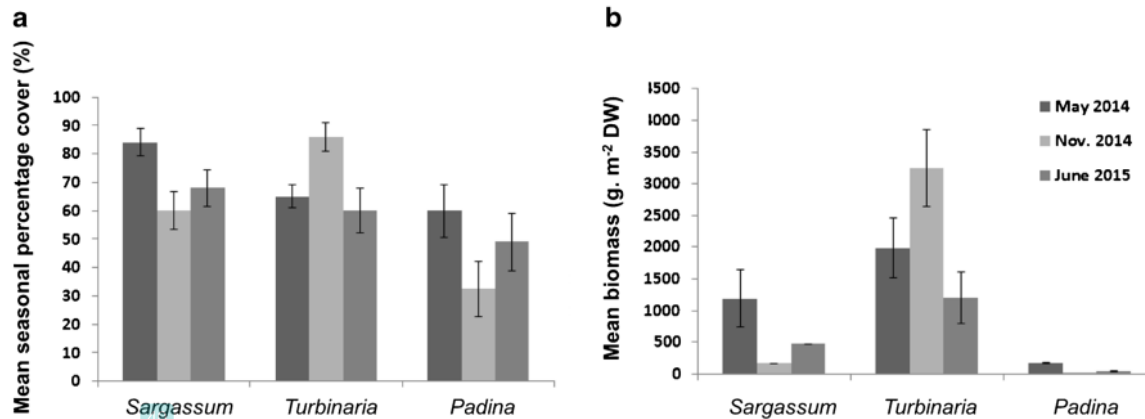 a
Mean seasonal percentage cover (%)
100
90
80
70
60
50
40
30
20
10
0
Sargassum Turbinaria Padina
b
Mean biomass (g. m-2 DW)
4500
4000
3500
3000
2500
2000
1500
1000
500
0
Sargassum Turbinaria Padina
May 2014
Nov. 2014
June 2015